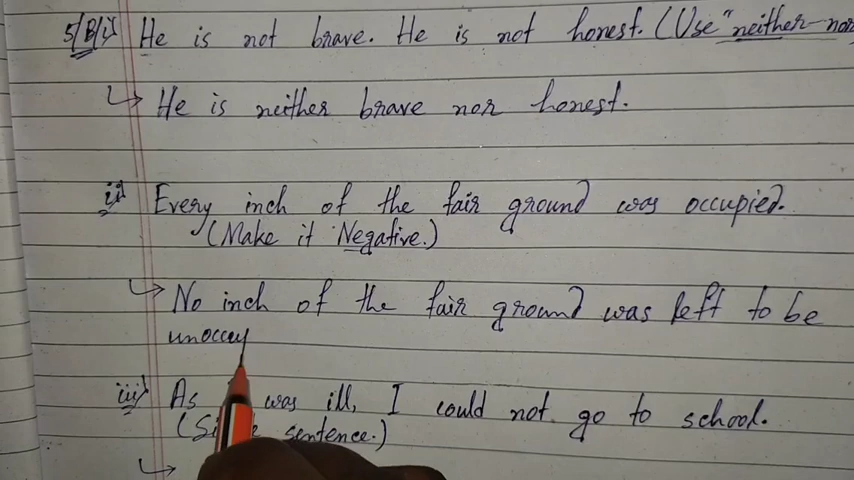 5/B/i) He is not brave. He is not honest. (Use "neither-nor
↳ He is neither brave nor honest.
ii) Every inch of the fair ground was occupied.
(Make it Negative.)
↳ No inch of the fair ground was left to be
unoccup
iii) As was ill, I could not go to school.
(Si sentence.)
↳